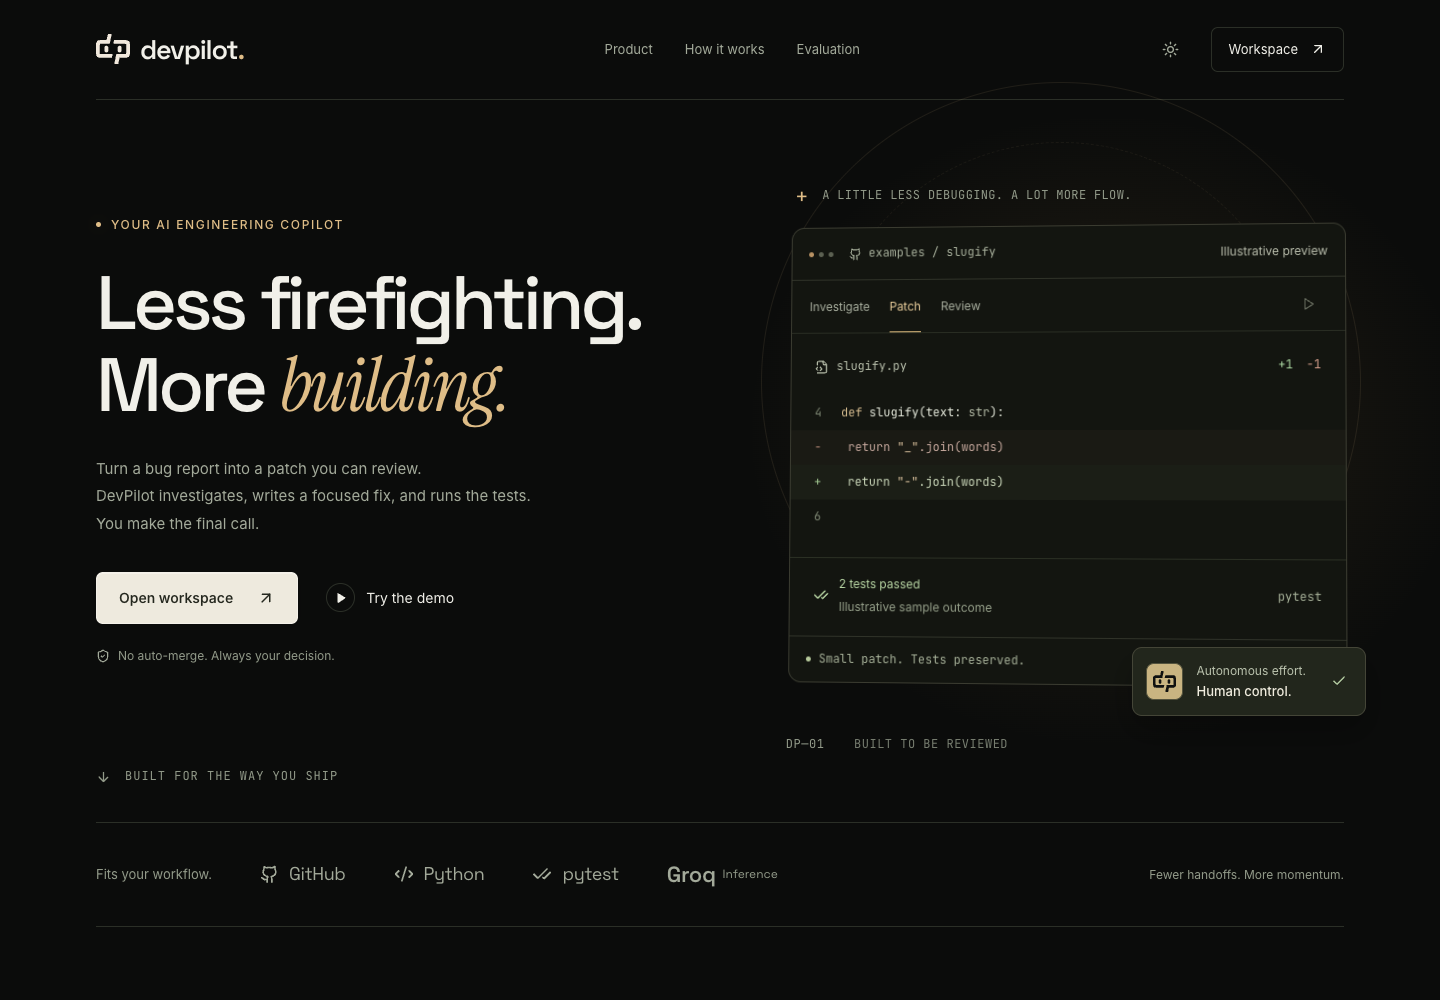 devpilot.
Product
How it works
Evaluation
Workspace
YOUR AI ENGINEERING COPILOT
Less firefighting.
More building.
Turn a bug report into a patch you can review.
DevPilot investigates, writes a focused fix, and runs the tests.
You make the final call.
Open workspace
Try the demo
No auto-merge. Always your decision.
BUILT FOR THE WAY YOU SHIP
+ A LITTLE LESS DEBUGGING. A LOT MORE FLOW.
examples / slugify
Illustrative preview
Investigate Patch Review
slugify.py
+1 -1
4 def slugify(text: str):
- return "_".join(words)
+ return "-".join(words)
6
2 tests passed
Illustrative sample outcome
pytest
Small patch. Tests preserved.
Autonomous effort.
Human control.
DP—01 BUILT TO BE REVIEWED
Fits your workflow.
GitHub
Python
pytest
Groq Inference
Fewer handoffs. More momentum.